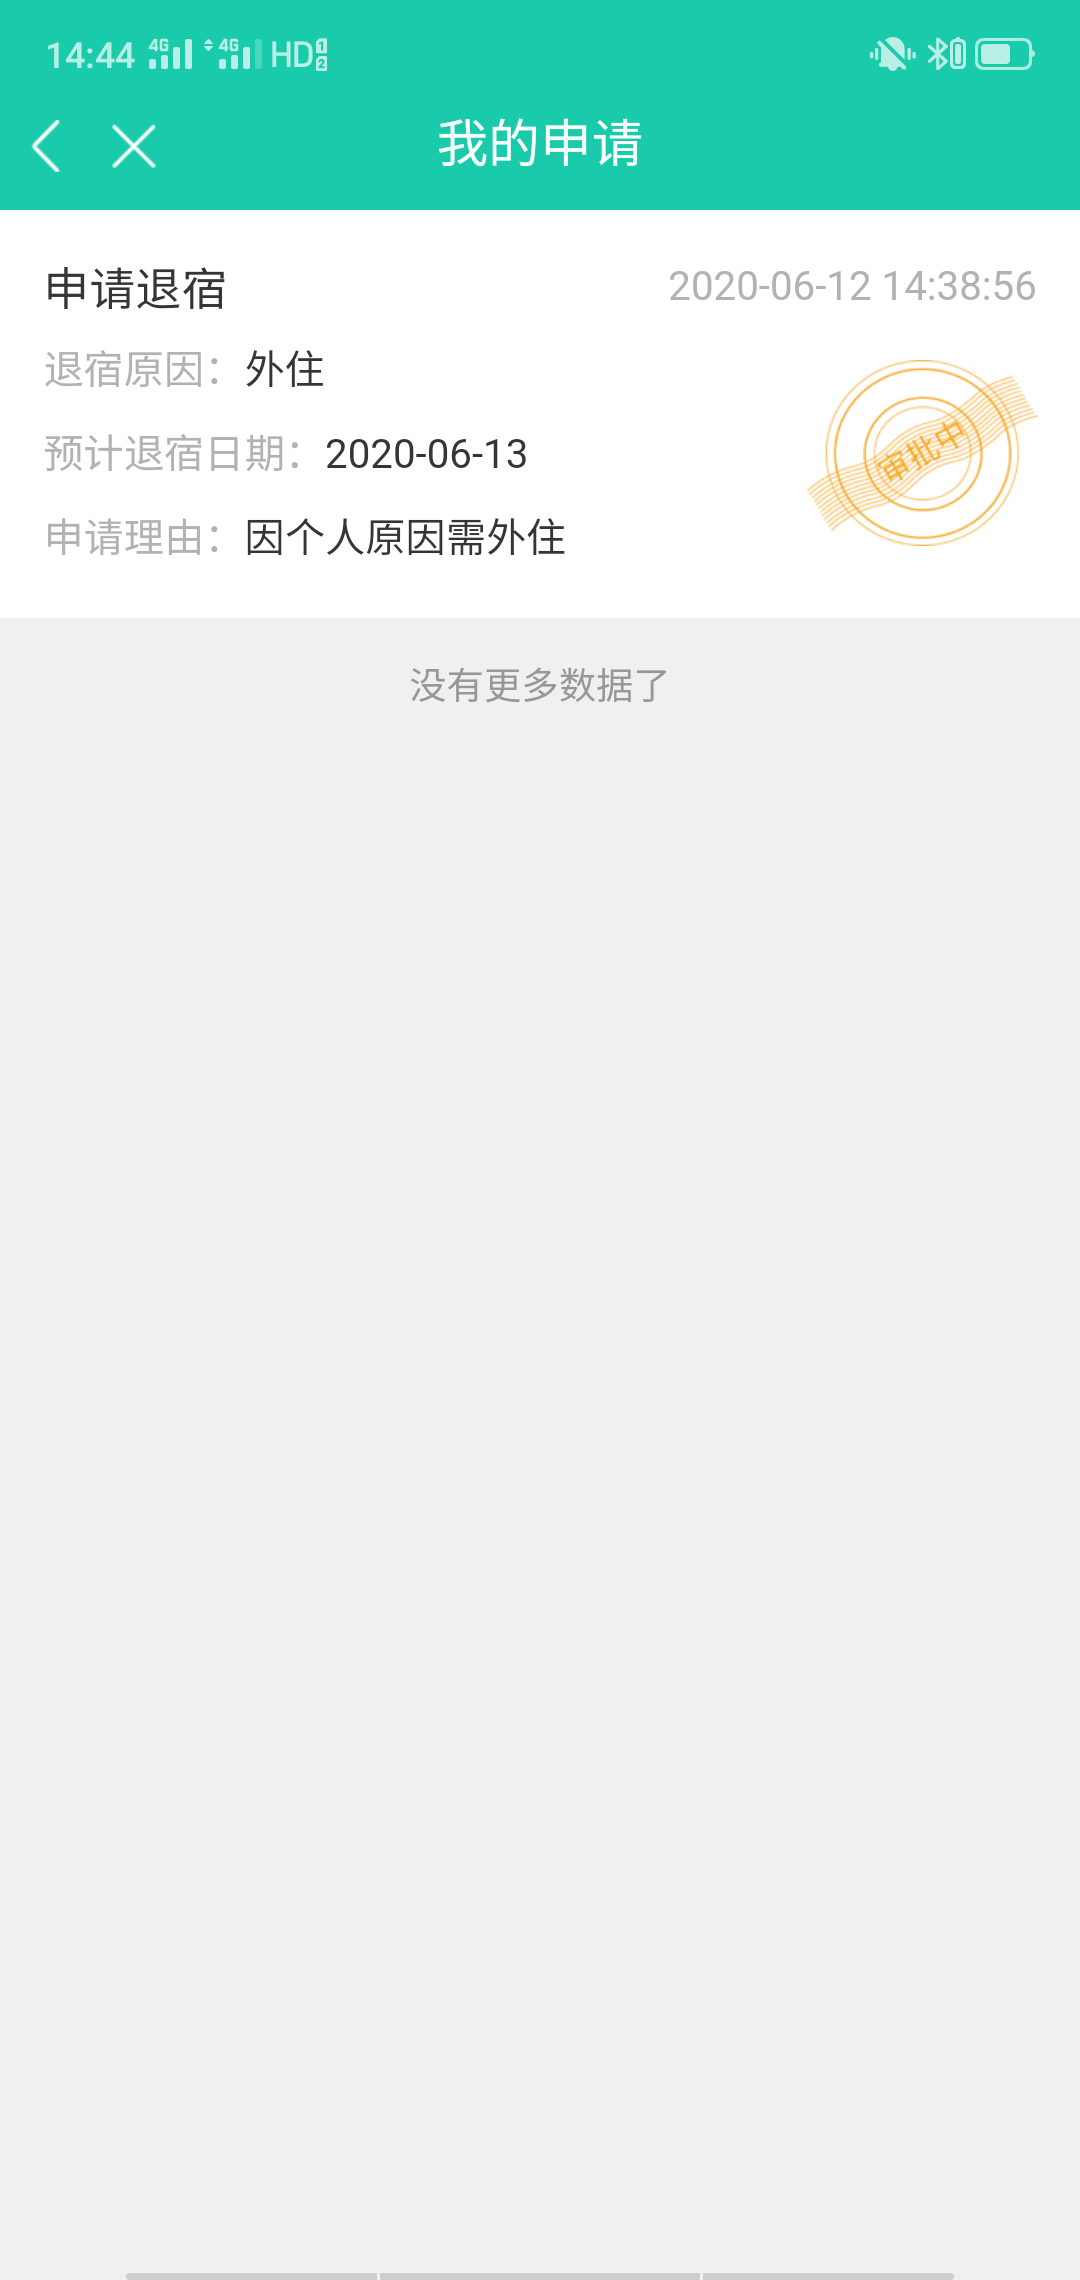 14:44 4G 4G HD 1 2
我的申请
申请退宿 2020-06-12 14:38:56
退宿原因：外住
预计退宿日期：2020-06-13
审批中
申请理由：因个人原因需外住
没有更多数据了